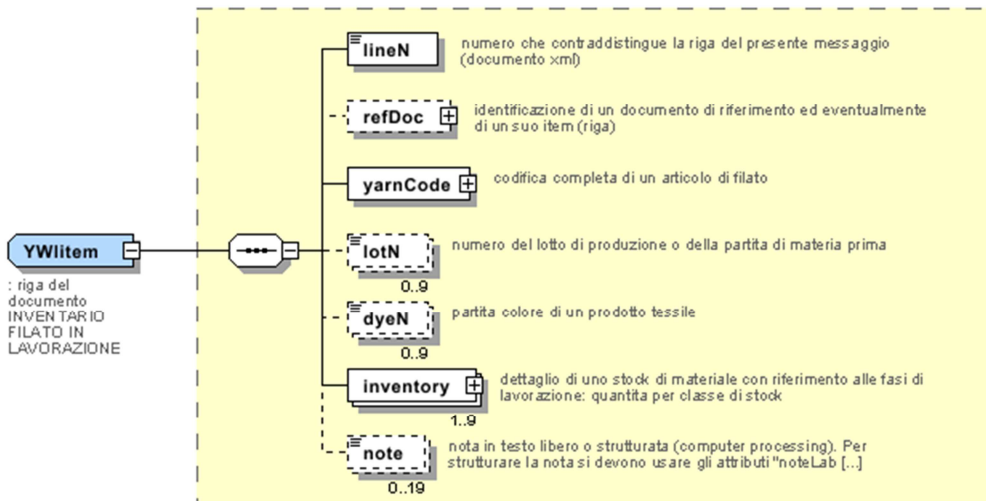 lineN
numero che contraddistingue la riga del presente messaggio
(documento xml)
refDoc
identificazione di un documento di riferimento ed eventualmente
di un suo item (riga)
yarnCode
codifica completa di un articolo di filato
YWIitem
: riga del
documento
INVENTARIO
FILATO IN
LAVORAZIONE
lotN
numero del lotto di produzione o della partita di materia prima
0..9
dyeN
partita colore di un prodotto tessile
0..9
inventory
dettaglio di uno stock di materiale con riferimento alle fasi di
lavorazione: quantita per classe di stock
1..9
note
nota in testo libero o strutturata (computer processing). Per
strutturare la nota si devono usare gli attributi "noteLab [...]
0..19